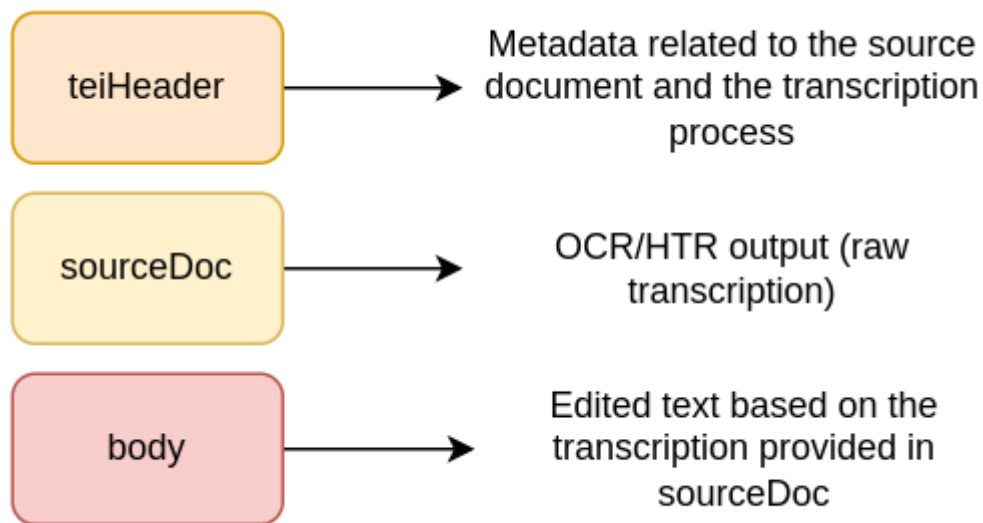 teiHeader
Metadata related to the source
document and the transcription
process
sourceDoc
OCR/HTR output (raw
transcription)
body
Edited text based on the
transcription provided in
sourceDoc